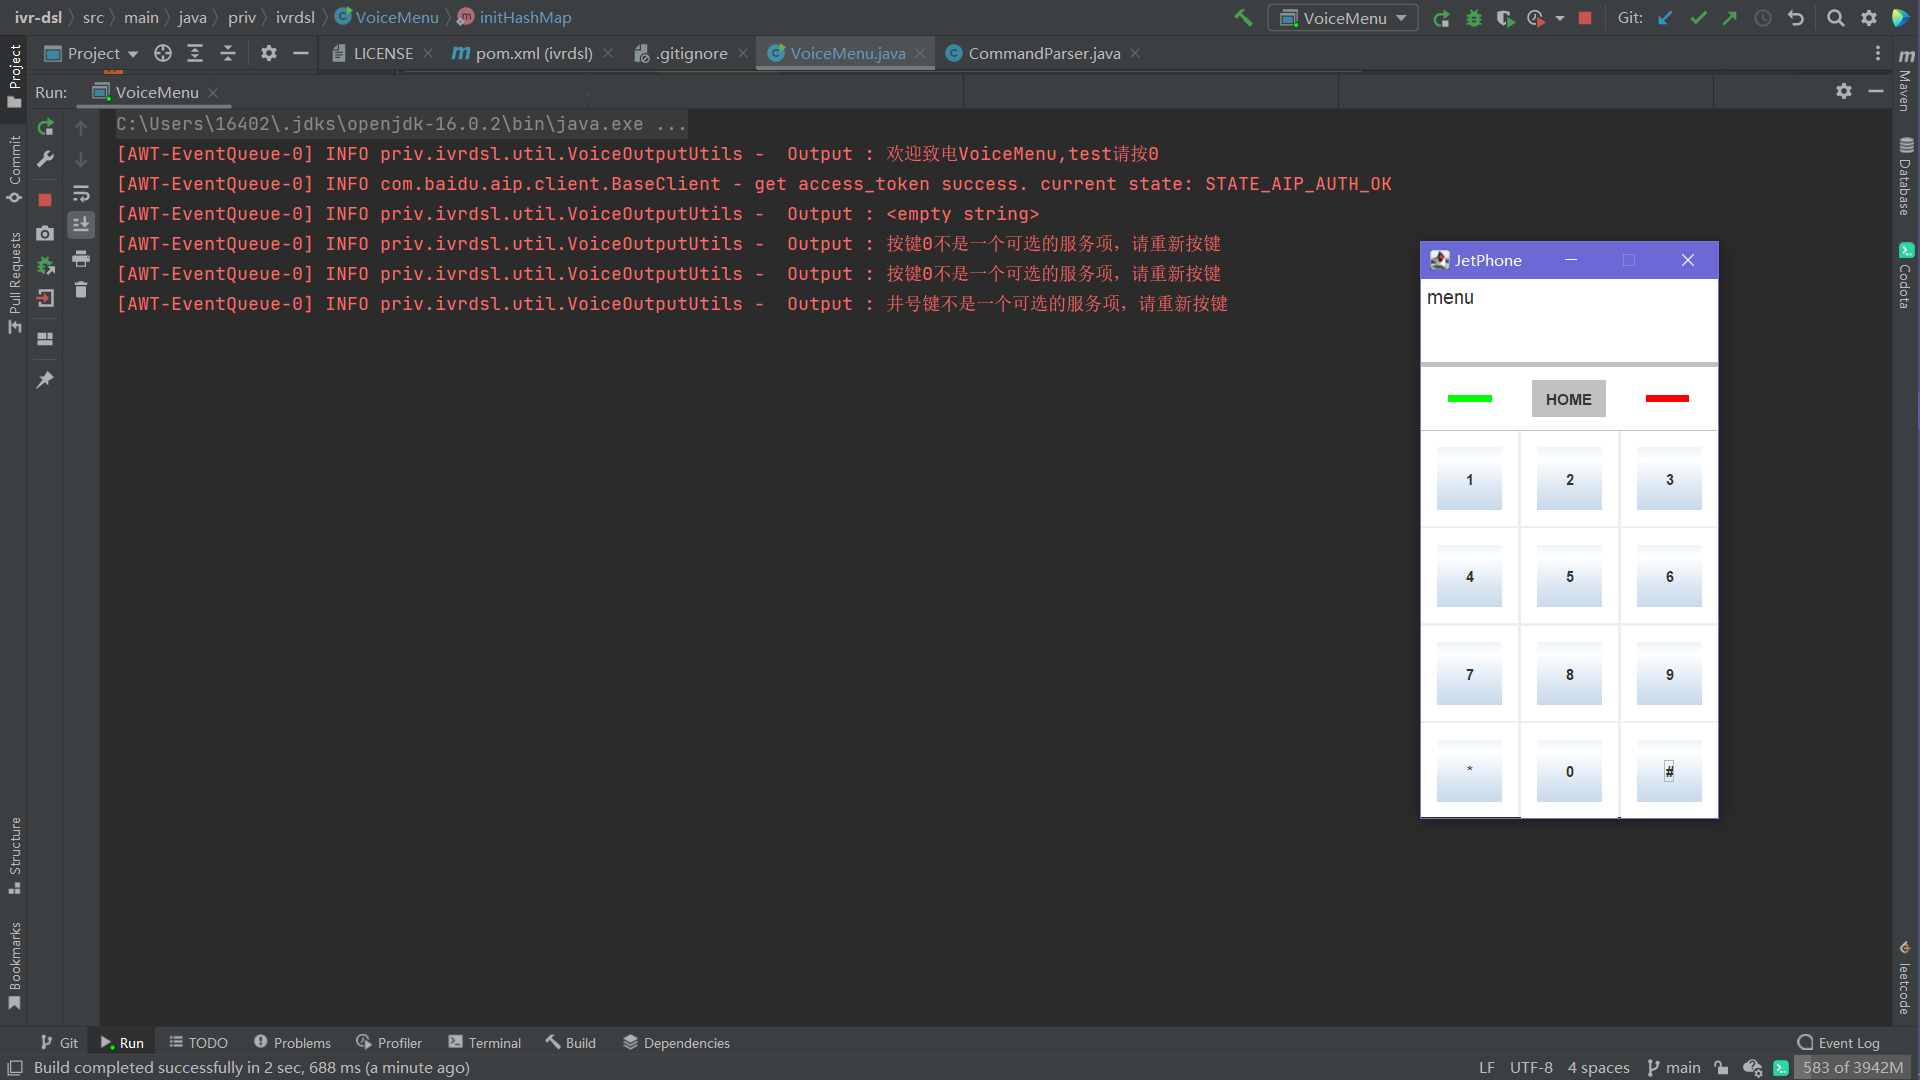 ivr-dsl src main java priv ivrdsl VoiceMenu initHashMap
VoiceMenu
Git:
Project
LICENSE
pom.xml (ivrdsl)
.gitignore
VoiceMenu.java
CommandParser.java
Run:
VoiceMenu
C:\Users\16402\.jdks\openjdk-16.0.2\bin\java.exe ...
[AWT-EventQueue-0] INFO priv.ivrdsl.util.VoiceOutputUtils -  Output : 欢迎致电VoiceMenu,test请按0
[AWT-EventQueue-0] INFO com.baidu.aip.client.BaseClient - get access_token success. current state: STATE_AIP_AUTH_OK
[AWT-EventQueue-0] INFO priv.ivrdsl.util.VoiceOutputUtils -  Output : <empty string>
[AWT-EventQueue-0] INFO priv.ivrdsl.util.VoiceOutputUtils -  Output : 按键0不是一个可选的服务项，请重新按键
[AWT-EventQueue-0] INFO priv.ivrdsl.util.VoiceOutputUtils -  Output : 按键0不是一个可选的服务项，请重新按键
[AWT-EventQueue-0] INFO priv.ivrdsl.util.VoiceOutputUtils -  Output : 井号键不是一个可选的服务项，请重新按键
JetPhone
menu
HOME
1 2 3
4 5 6
7 8 9
* 0 #
Project
Commit
Pull Requests
Structure
Bookmarks
Maven
Database
Codota
leetcode
Git
Run
TODO
Problems
Profiler
Terminal
Build
Dependencies
Event Log
Build completed successfully in 2 sec, 688 ms (a minute ago)
LF
UTF-8
4 spaces
main
583 of 3942M